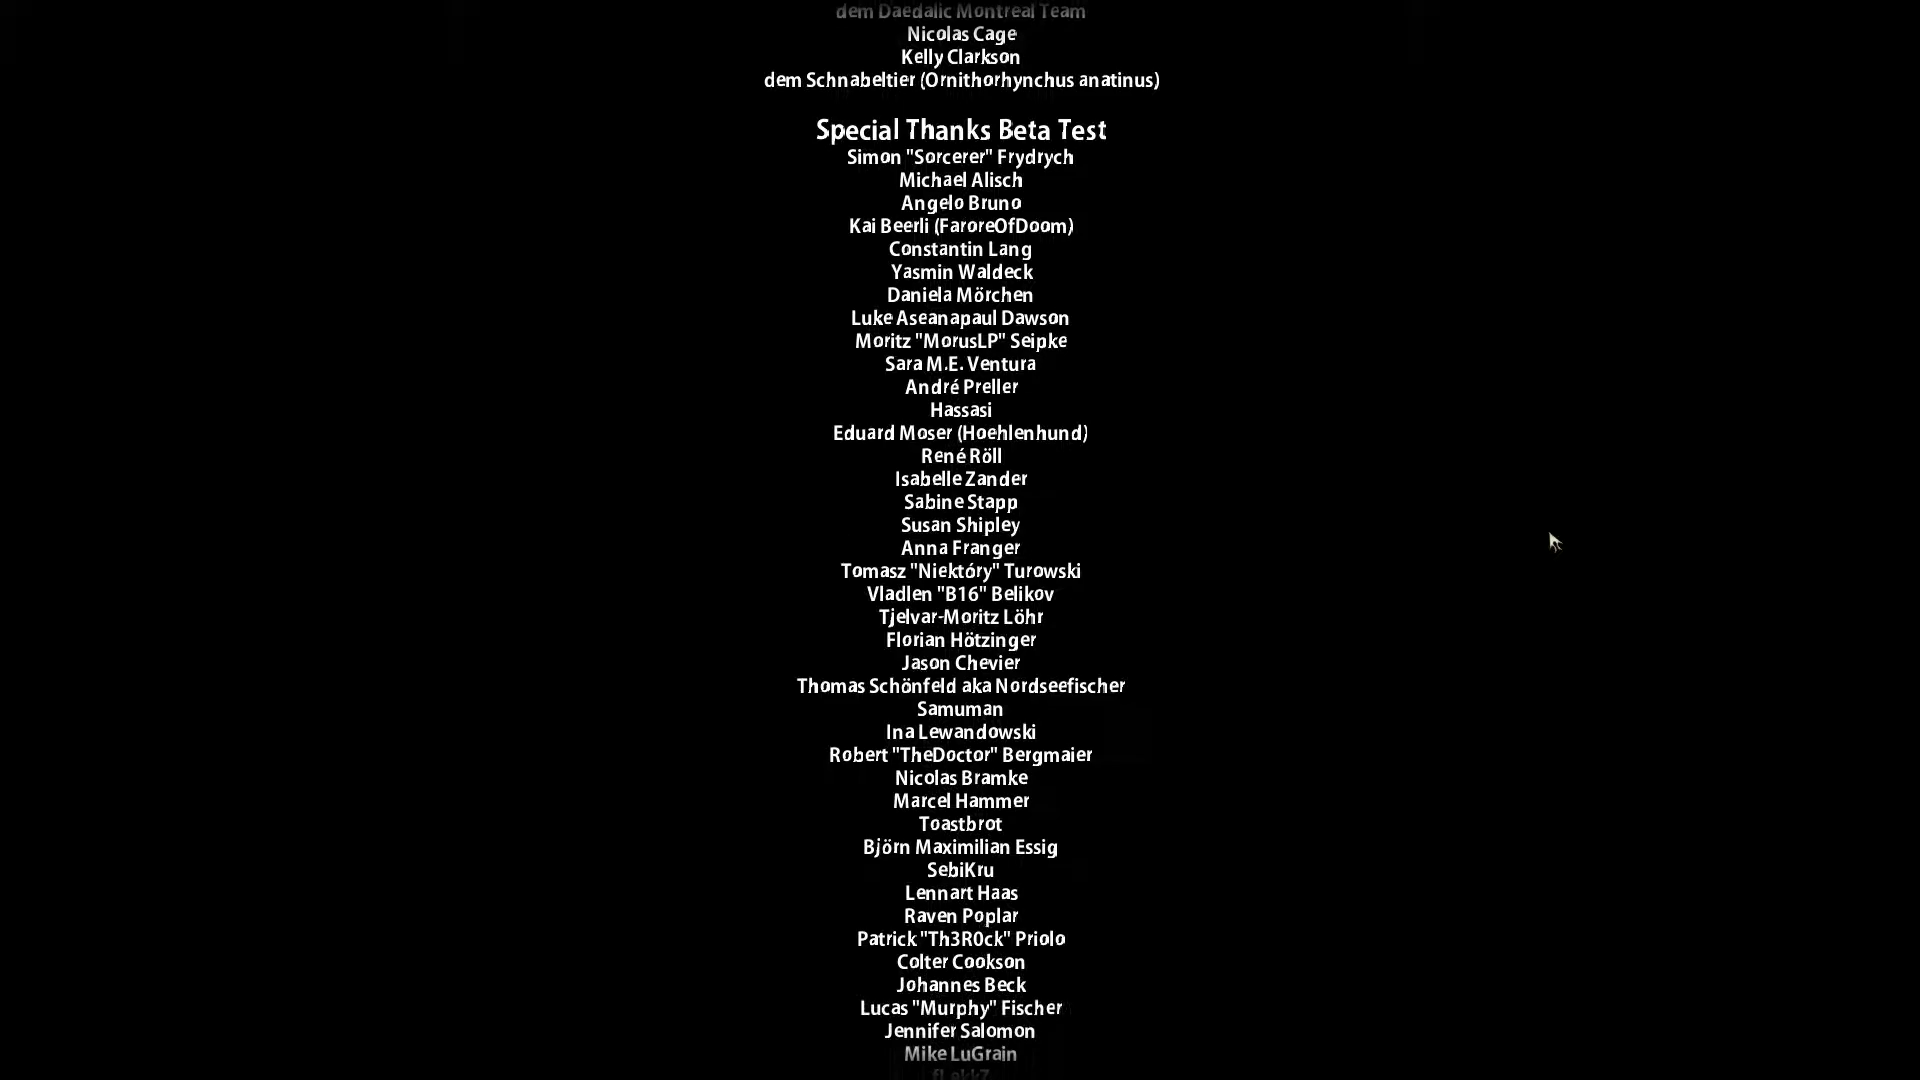 dem Daedalic Montreal Team
Nicolas Cage
Kelly Clarkson
dem Schnabeltier (Ornithorhynchus anatinus)
Special Thanks Beta Test
Simon "Sorcerer" Frydrych
Michael Alisch
Angelo Bruno
Kai Beerli (FaroreOfDoom)
Constantin Lang
Yasmin Waldeck
Daniela Mörchen
Luke Aseanapaul Dawson
Moritz "MorusLP" Seipke
Sara M.E. Ventura
André Preller
Hassasi
Eduard Moser (Hoehlenhund)
René Röll
Isabelle Zander
Sabine Stapp
Susan Shipley
Anna Franger
Tomasz "Niektóry" Turowski
Vladlen "B16" Belikov
Tjelvar-Moritz Löhr
Florian Hötzinger
Jason Chevier
Thomas Schönfeld aka Nordseefischer
Samuman
Ina Lewandowski
Robert "TheDoctor" Bergmaier
Nicolas Bramke
Marcel Hammer
Toastbrot
Björn Maximilian Essig
SebiKru
Lennart Haas
Raven Poplar
Patrick "Th3R0ck" Priolo
Colter Cookson
Johannes Beck
Lucas "Murphy" Fischer
Jennifer Salomon
Mike LuGrain